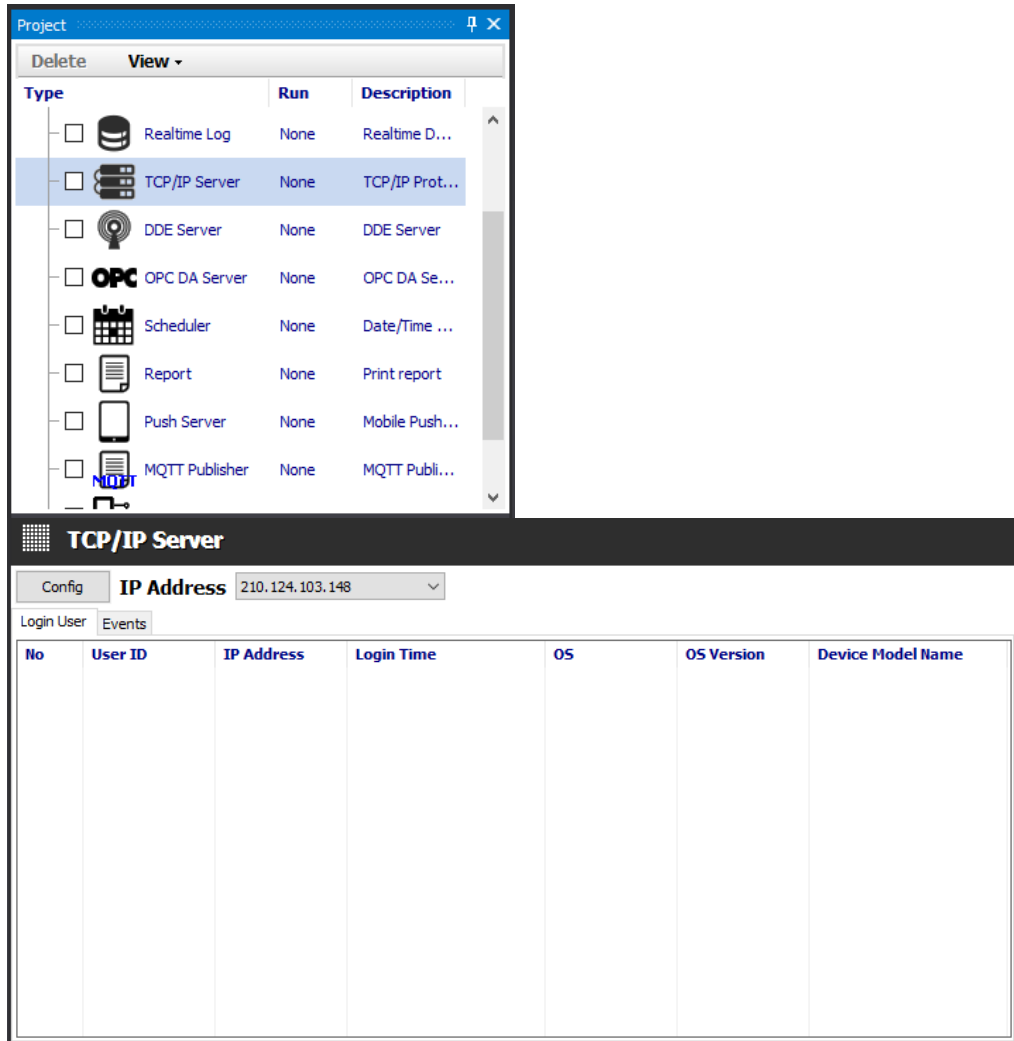 Project
Delete View
Type Run Description
Realtime Log None Realtime D...
TCP/IP Server None TCP/IP Prot...
DDE Server None DDE Server
OPC OPC DA Server None OPC DA Se...
Scheduler None Date/Time ...
Report None Print report
Push Server None Mobile Push...
MQTT MQTT Publisher None MQTT Publi...
TCP/IP Server
Config IP Address 210.124.103.148
Login User Events
No User ID IP Address Login Time OS OS Version Device Model Name